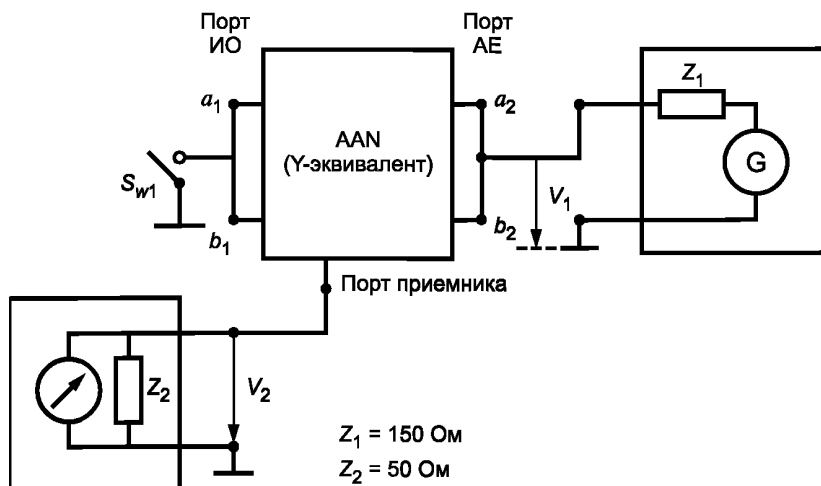 Порт
ИО
Порт
АЕ
a1
a2
Z1
AAN
(Y-эквивалент)
G
Sw1
V1
b1
b2
Порт приемника
Z2
V2
Z1 = 150 Ом
Z2 = 50 Ом